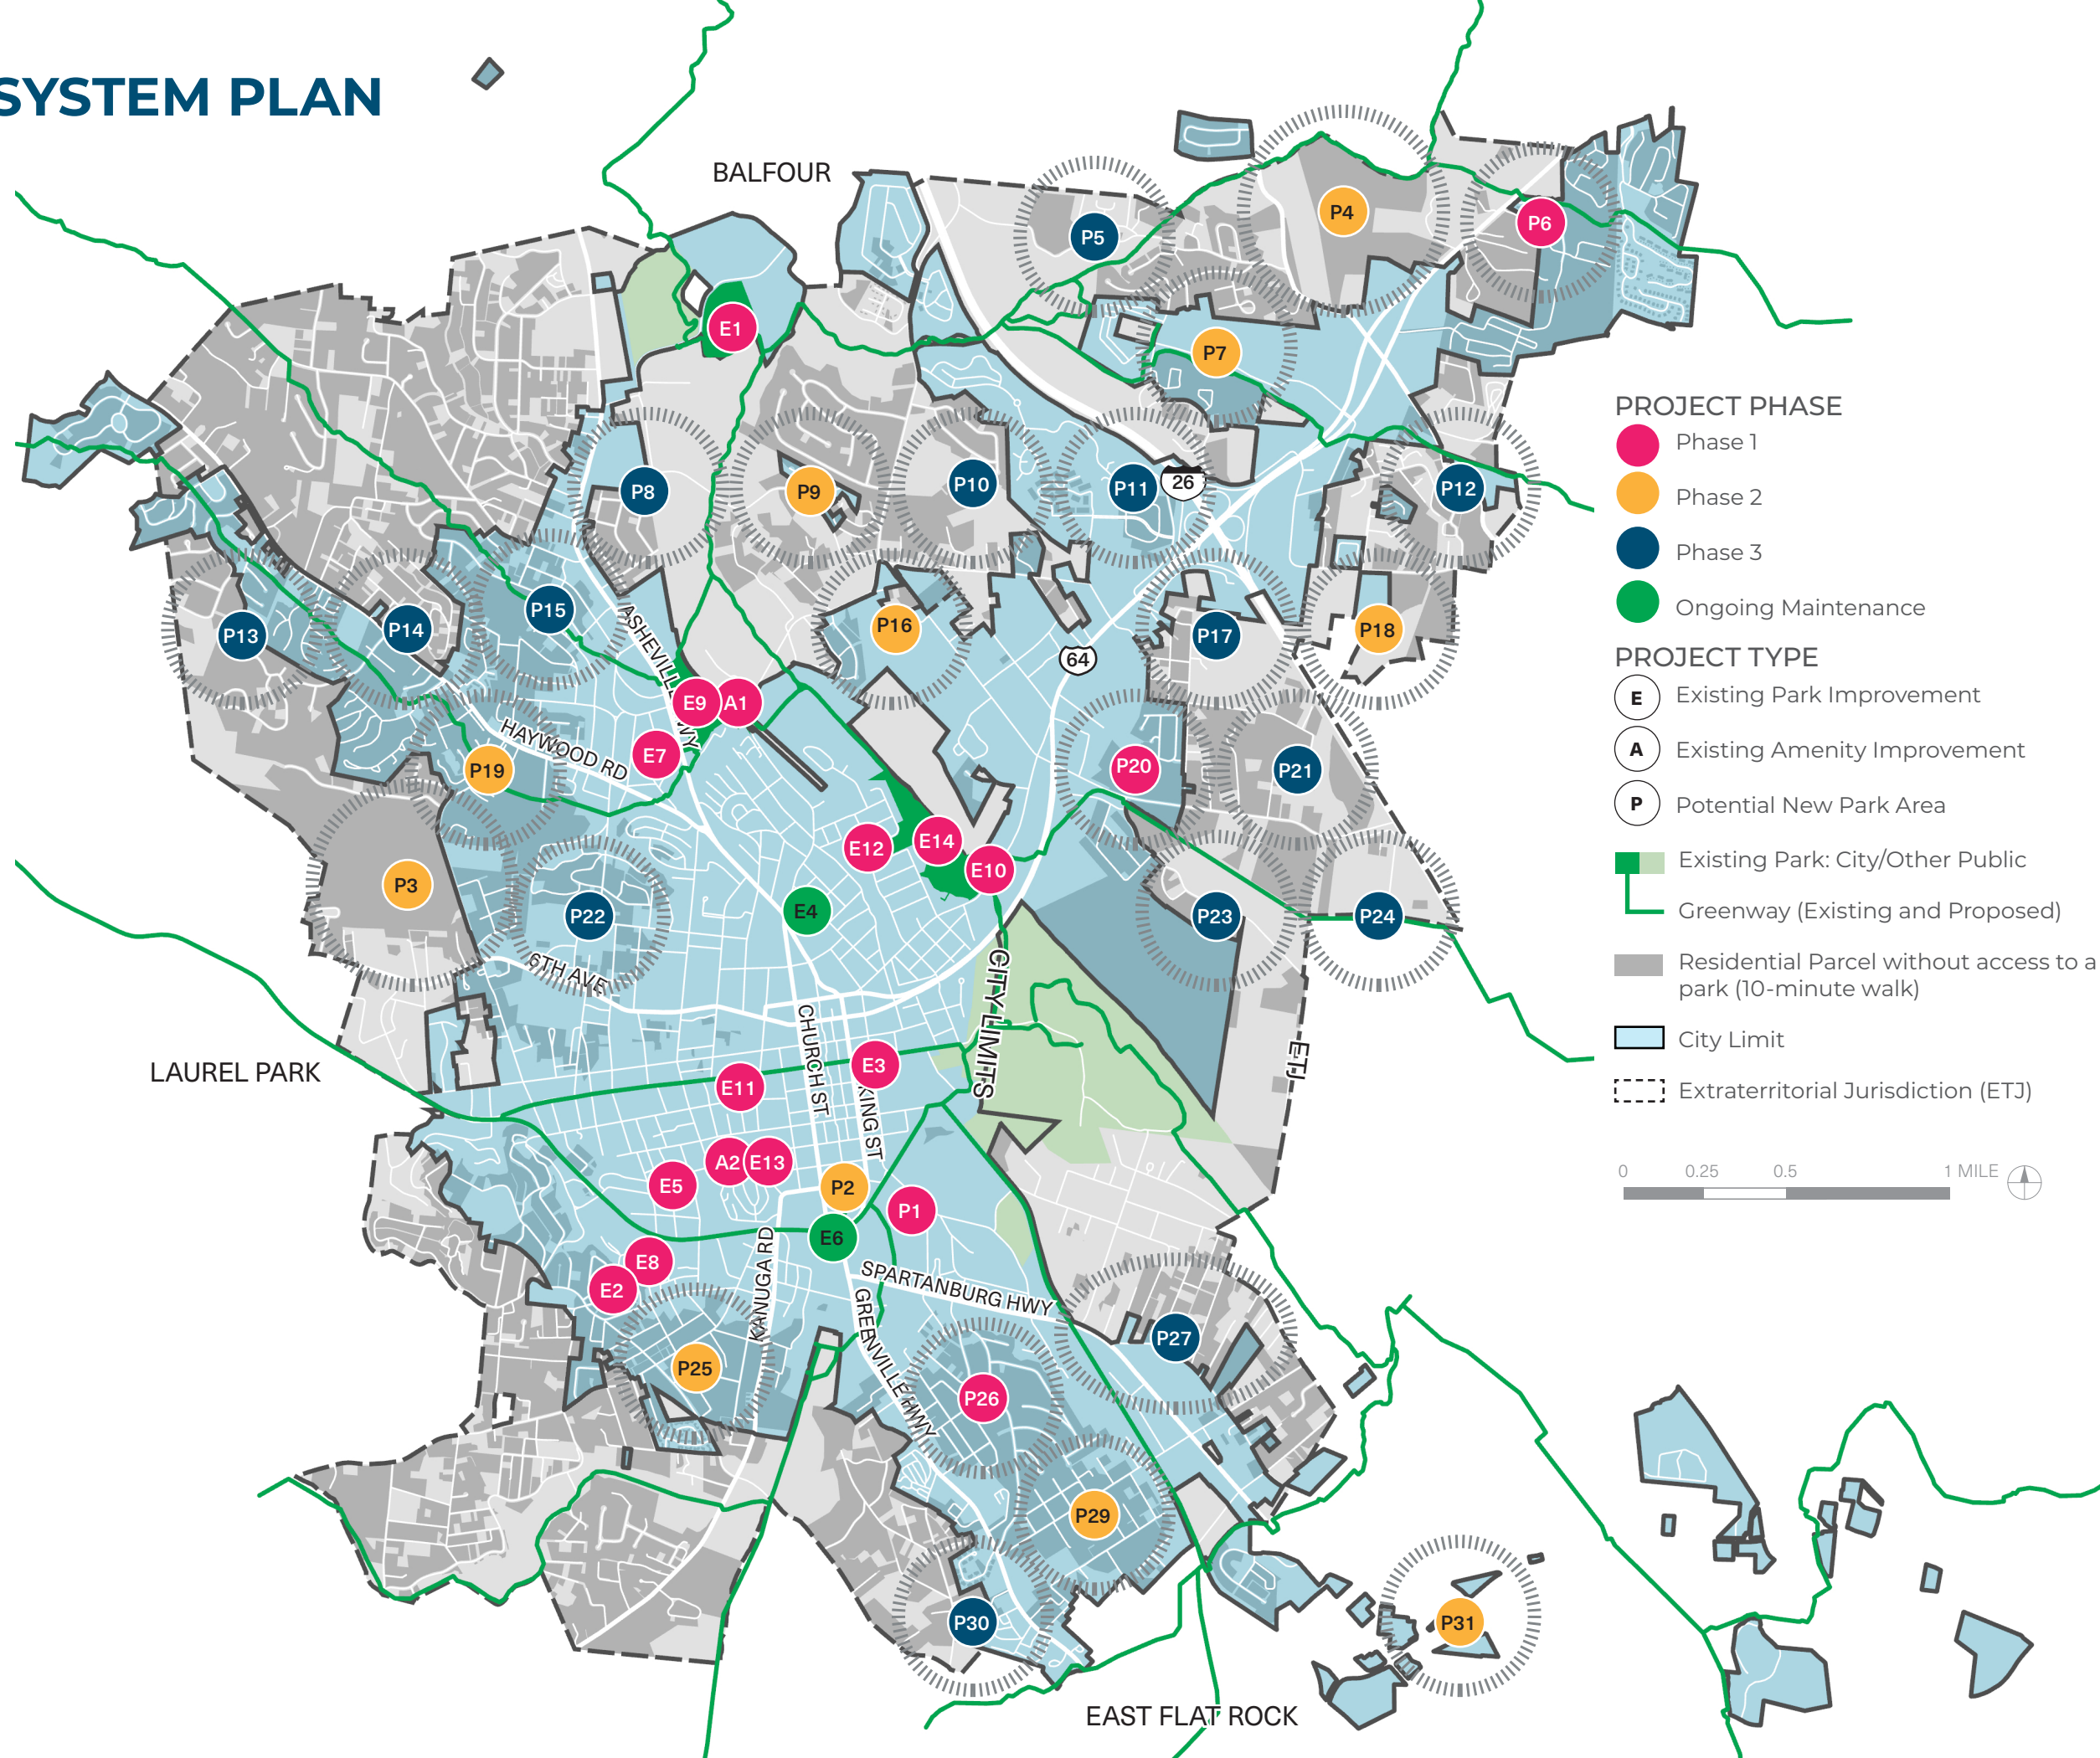 SYSTEM PLAN
BALFOUR
P4
P6
P5
E1
P7
P8
P9
P10
P11
26
P12
P15
P16
P14
P13
P17
P18
ASHEVILLE HWY
64
E9
A1
HAYWOOD RD
E7
P19
P20
P21
E12
E14
E10
P3
P22
E4
P23
P24
6TH AVE
CITY LIMITS
CHURCH ST
KING ST
ETJ
LAUREL PARK
E3
E11
A2
E13
E5
P2
P1
E6
E8
E2
KANUGA RD
SPARTANBURG HWY
GREENVILLE HWY
P27
P25
P26
P29
P30
P31
EAST FLAT ROCK
PROJECT PHASE
Phase 1
Phase 2
Phase 3
Ongoing Maintenance
PROJECT TYPE
E Existing Park Improvement
A Existing Amenity Improvement
P Potential New Park Area
Existing Park: City/Other Public
Greenway (Existing and Proposed)
Residential Parcel without access to a
park (10-minute walk)
City Limit
Extraterritorial Jurisdiction (ETJ)
0 0.25 0.5 1 MILE